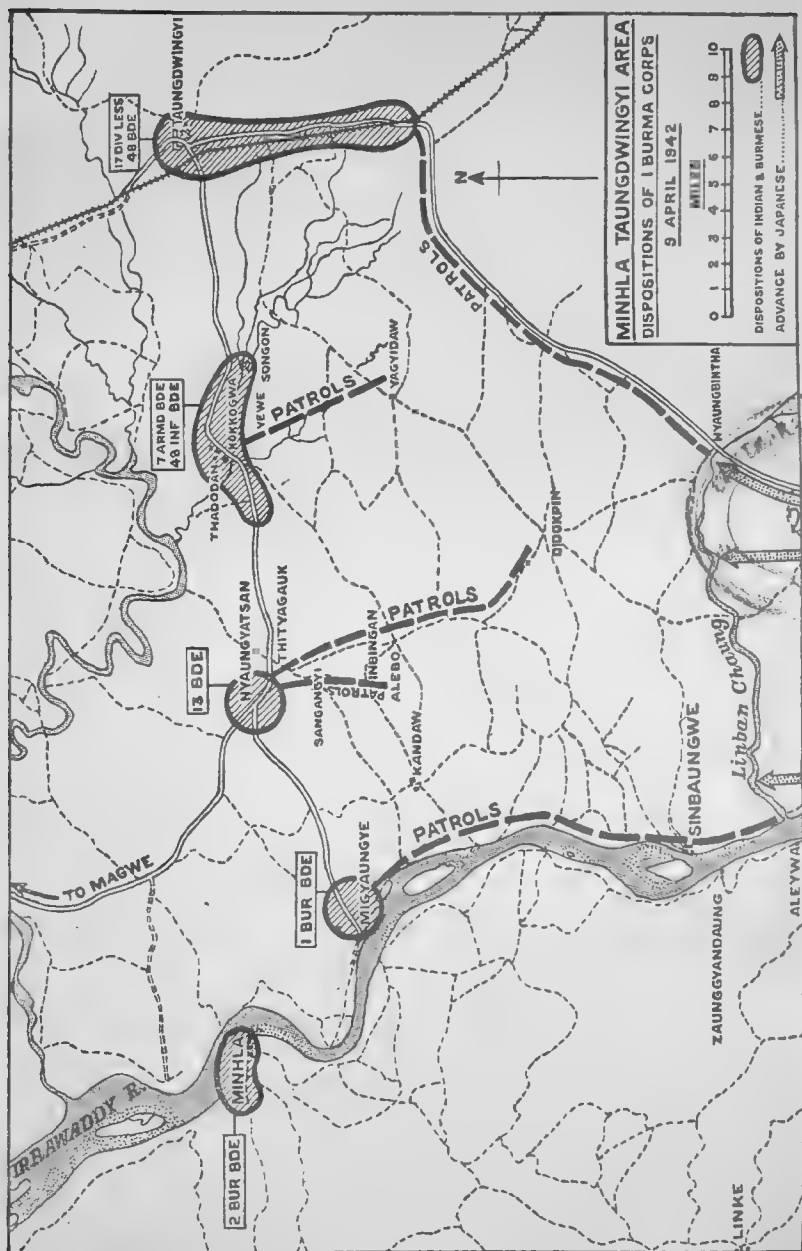 MINHLA TAUNGDWINGYI AREA
DISPOSITIONS OF I BURMA CORPS
9 APRIL 1942
MILES
0 1 2 3 4 5 6 7 8 9 10
DISPOSITIONS OF INDIAN & BURMESE
ADVANCE BY JAPANESE
N
IRRAWADDY R.
TO MAGWE
2 BUR BDE
MINHLA
1 BUR BDE
MIGYAUNGYE
13 BDE
NYAUNGYATSAN
THITYAGAUK
SANGANGYI
PATROLS
INBINGAN
ALEBO
KANDAW
PATROLS
DIDOKPIN
7 ARMD BDE
48 INF BDE
THADODAN
KOKKOGWA
YEWE
SONGON
PATROLS
YAGYIDAW
17 DIV LESS
48 BDE
TAUNGDWINGYI
PATROLS
NYAUNGBINTHA
PATROLS
SINBAUNGWE
Linban Chaung
ZAUNGGYANDAUNG
ALEYWA
LINKE